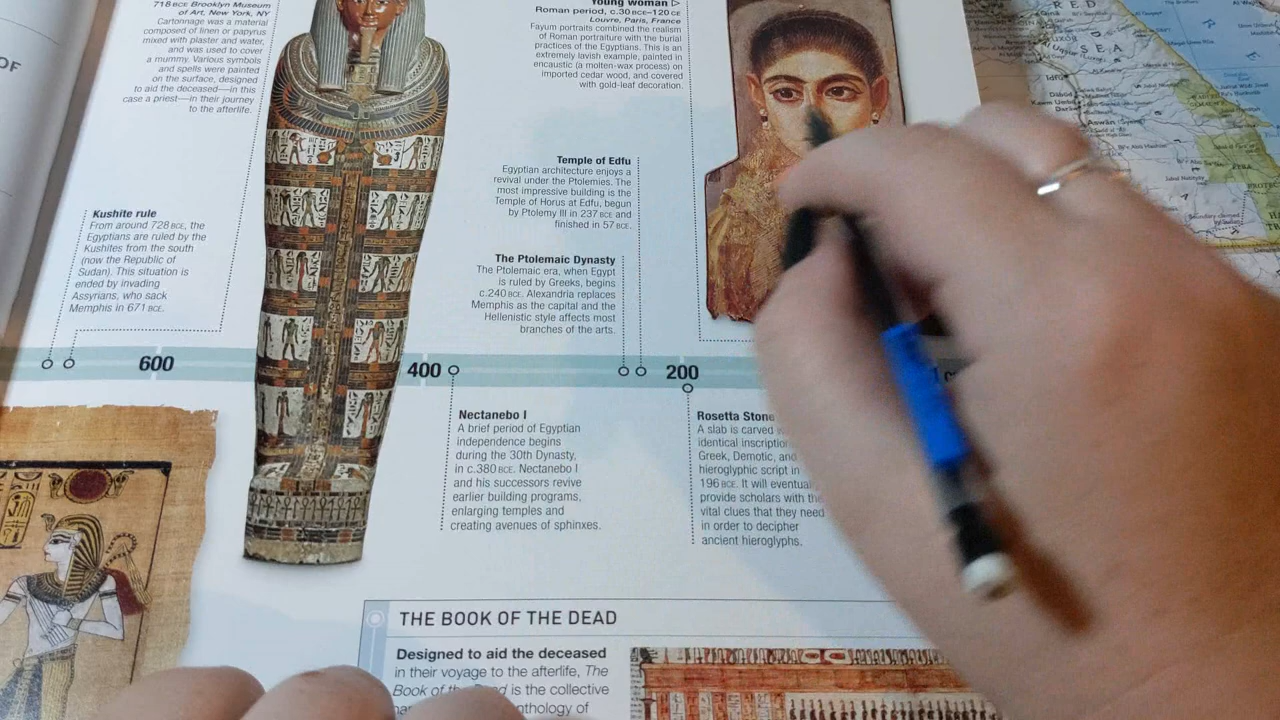 OF
718 BCE Brooklyn Museum
of Art, New York, NY
Cartonnage was a material
composed of linen or papyrus
mixed with plaster and water,
and was used to cover
a mummy. Various symbols
and spells were painted
on the surface, designed
to aid the deceased—in this
case a priest—in their journey
to the afterlife.
Young woman ▷
Roman period, c.30 BCE–120 CE
Louvre, Paris, France
Fayum portraits combined the realism
of Roman portraiture with the burial
practices of the Egyptians. This is an
extremely lavish example, painted in
encaustic (a molten-wax process) on
imported cedar wood, and covered
with gold-leaf decoration.
Kushite rule
From around 728 BCE, the
Egyptians are ruled by the
Kushites from the south
(now the Republic of
Sudan). This situation is
ended by invading
Assyrians, who sack
Memphis in 671 BCE.
Temple of Edfu
Egyptian architecture enjoys a
revival under the Ptolemies. The
most impressive building is the
Temple of Horus at Edfu, begun
by Ptolemy III in 237 BCE and
finished in 57 BCE.
The Ptolemaic Dynasty
The Ptolemaic era, when Egypt
is ruled by Greeks, begins
c.240 BCE. Alexandria replaces
Memphis as the capital and the
Hellenistic style affects most
branches of the arts.
600
400
200
Nectanebo I
A brief period of Egyptian
independence begins
during the 30th Dynasty,
in c.380 BCE. Nectanebo I
and his successors revive
earlier building programs,
enlarging temples and
creating avenues of sphinxes.
Rosetta Stone
A slab is carved
identical
Greek, Demotic, and
hieroglyphic script in
196 BCE. It will
provide scholars with the
vital clues that they need
in order to decipher
ancient hieroglyphs.
THE BOOK OF THE DEAD
Designed to aid the deceased
in their voyage to the afterlife, The
Book of the Dead is the collective
RED
SEA
Aswân